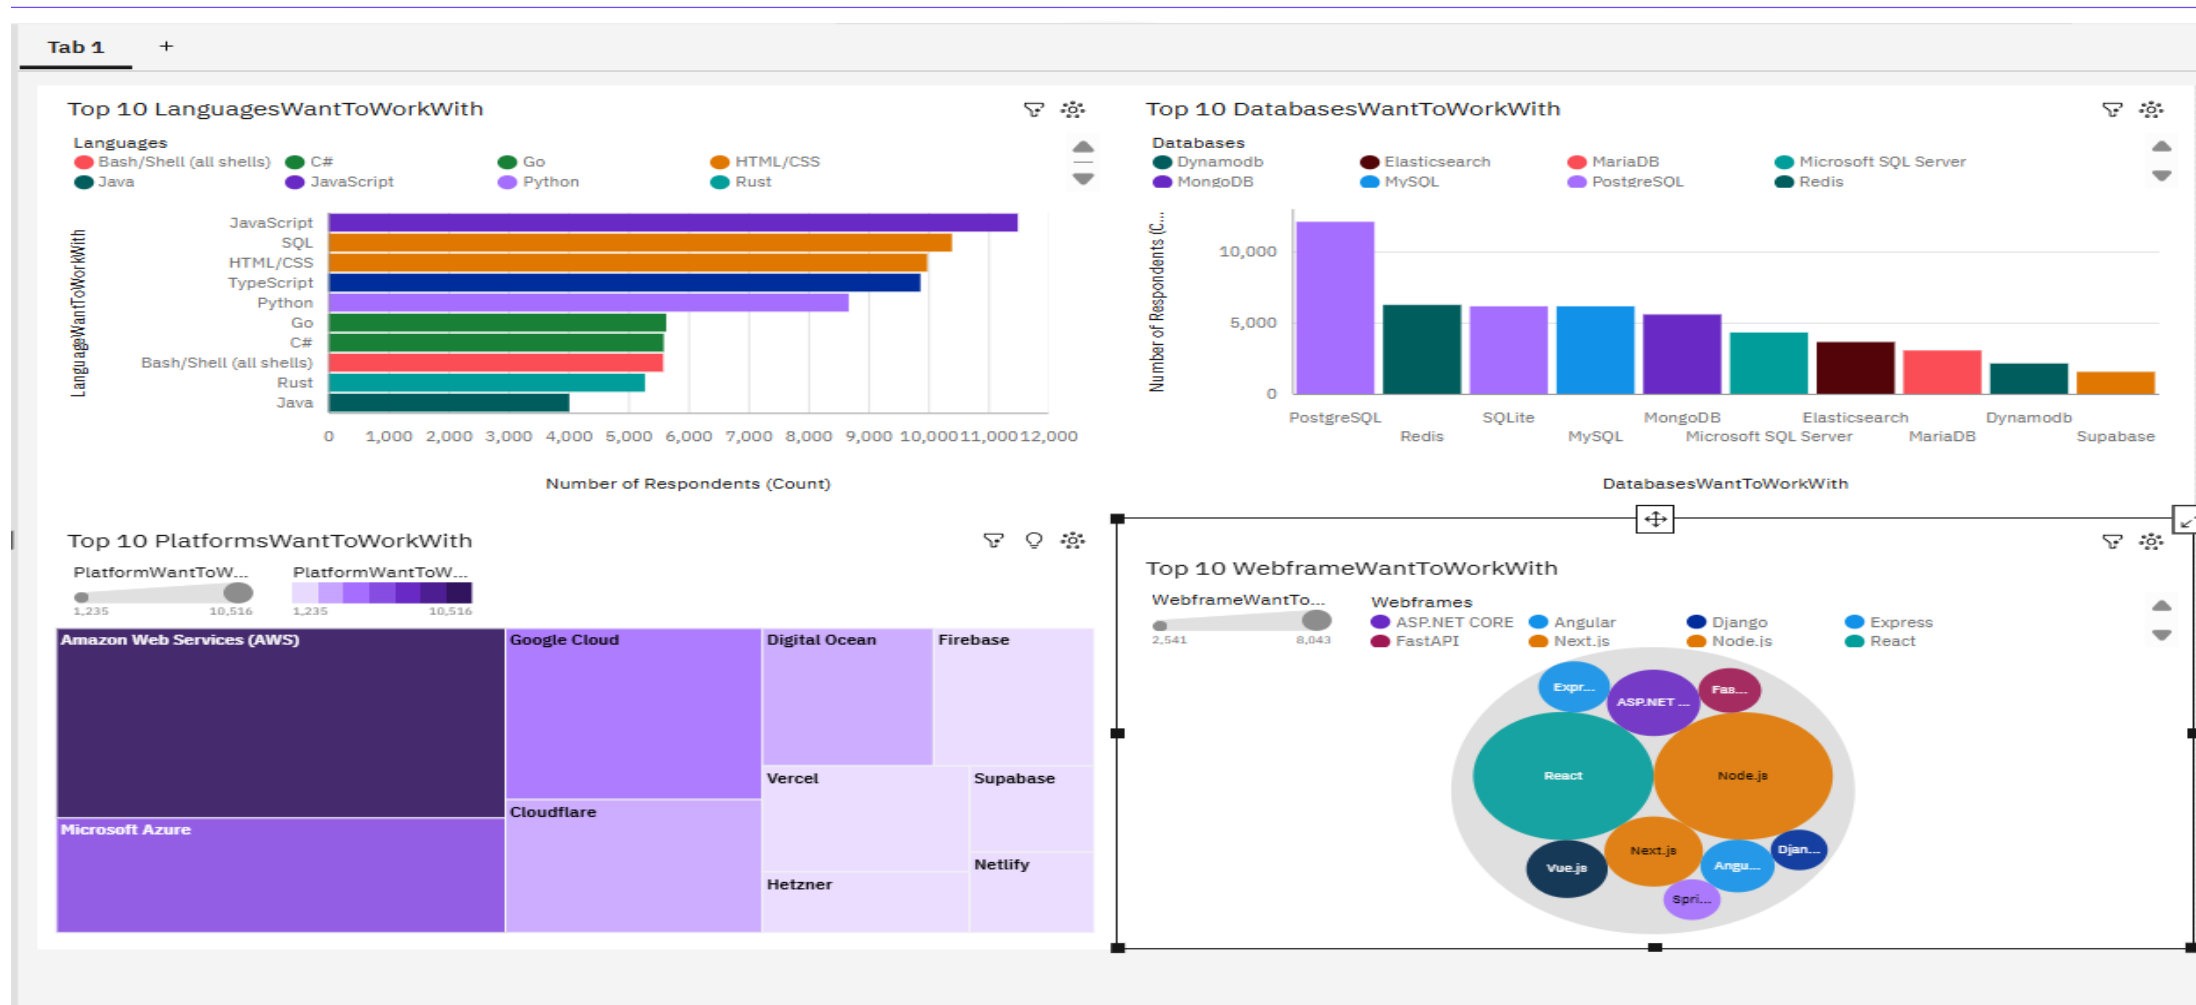 Tab 1 +
Top 10 LanguagesWantToWorkWith
Languages
Bash/Shell (all shells) C# Go HTML/CSS
Java JavaScript Python Rust
LanguageWantToWorkWith
JavaScript
SQL
HTML/CSS
TypeScript
Python
Go
C#
Bash/Shell (all shells)
Rust
Java
0 1,000 2,000 3,000 4,000 5,000 6,000 7,000 8,000 9,000 10,000 11,000 12,000
Number of Respondents (Count)
Top 10 DatabasesWantToWorkWith
Databases
Dynamodb Elasticsearch MariaDB Microsoft SQL Server
MongoDB MySQL PostgreSQL Redis
Number of Respondents (C...
10,000
5,000
0
PostgreSQL SQLite MongoDB Elasticsearch Dynamodb
Redis MySQL Microsoft SQL Server MariaDB Supabase
DatabasesWantToWorkWith
Top 10 PlatformsWantToWorkWith
PlatformWantToW... PlatformWantToW...
1,235 10,516 1,235 10,516
Amazon Web Services (AWS) Google Cloud Digital Ocean Firebase
Vercel Supabase
Cloudflare
Microsoft Azure
Netlify
Hetzner
Top 10 WebframeWantToWorkWith
WebframeWantTo... Webframes
2,541 8,043
ASP.NET CORE Angular Django Express
FastAPI Next.js Node.js React
Expr...
ASP.NET ...
Fas...
React
Node.js
Next.js
Djan...
Vue.js
Angu...
Spri...